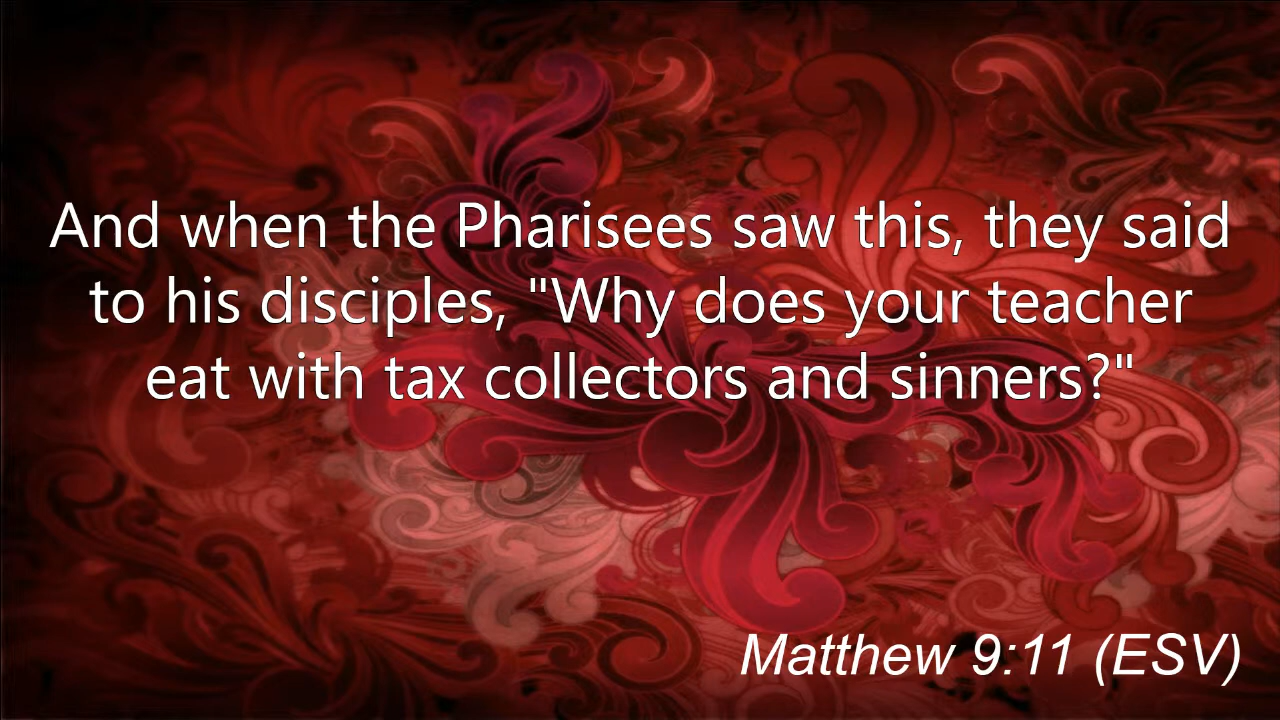 And when the Pharisees saw this, they said
to his disciples, "Why does your teacher
eat with tax collectors and sinners?"
Matthew 9:11 (ESV)